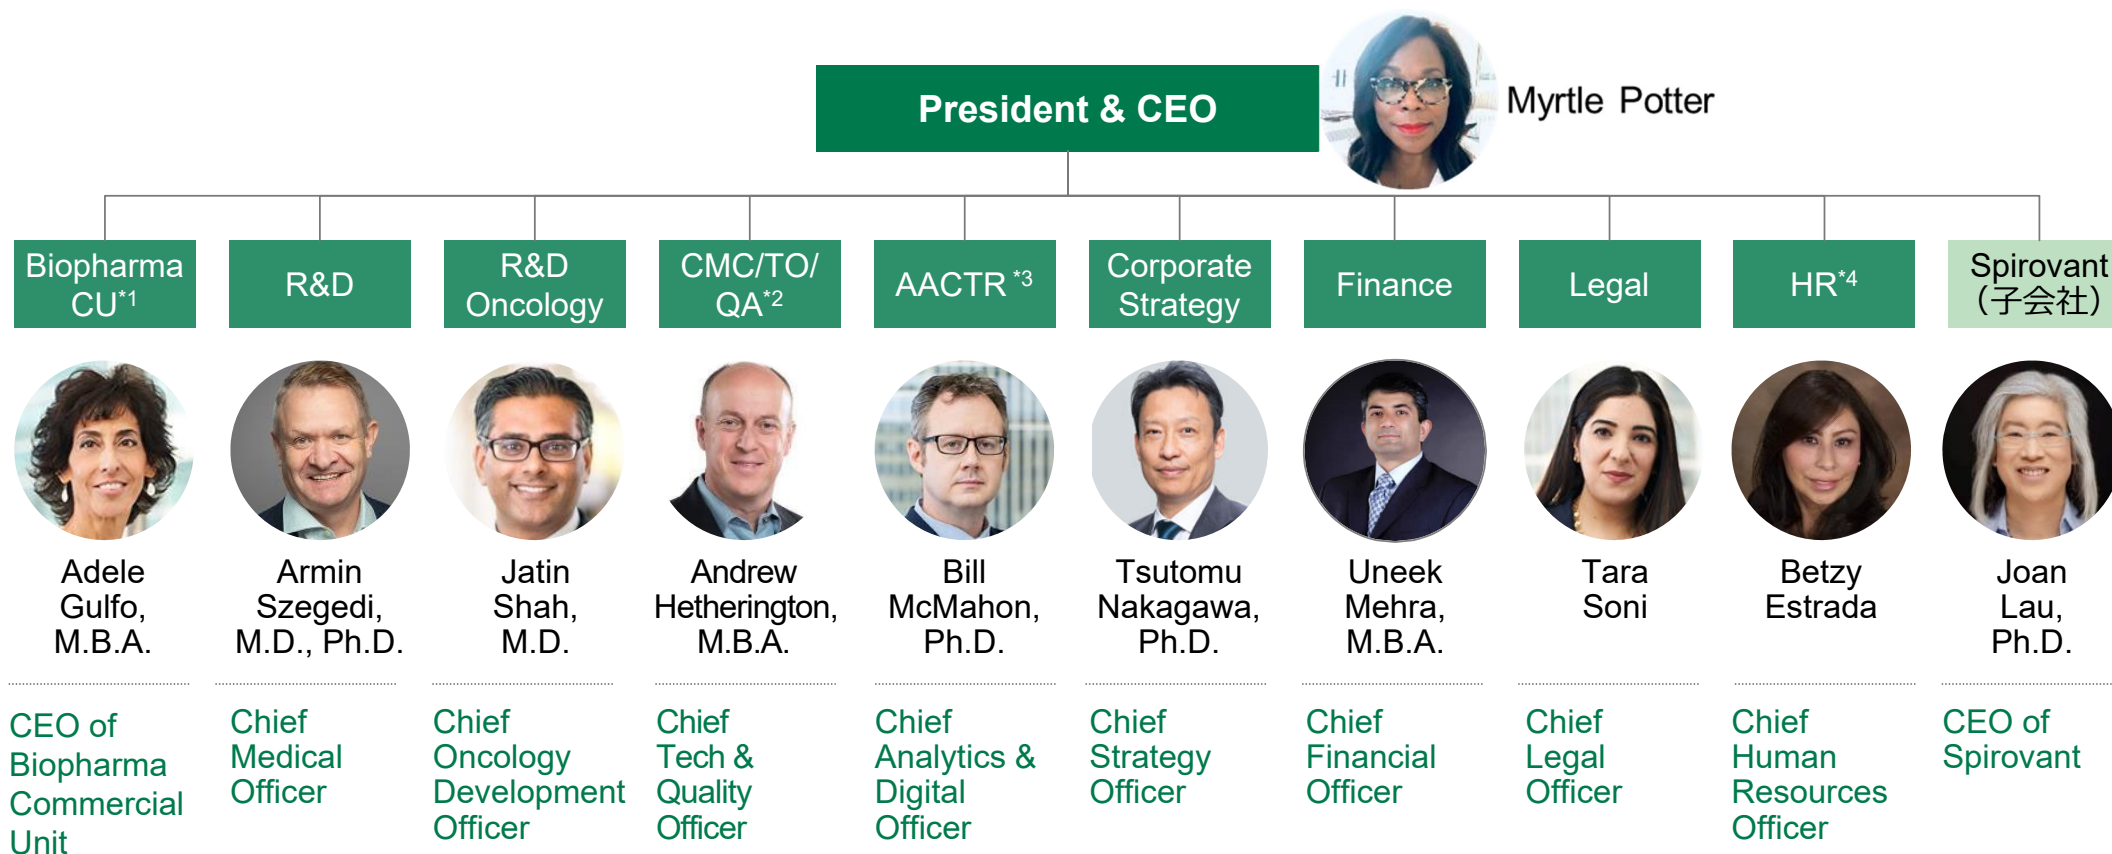 President & CEO
Myrtle Potter
Biopharma
CU*1
R&D
R&D
Oncology
CMC/TO/
QA*2
AACTR *3
Corporate
Strategy
Finance
Legal
HR*4
Spirovant
（子会社）
Adele
Gulfo,
M.B.A.
Armin
Szegedi,
M.D., Ph.D.
Jatin
Shah,
M.D.
Andrew
Hetherington,
M.B.A.
Bill
McMahon,
Ph.D.
Tsutomu
Nakagawa,
Ph.D.
Uneek
Mehra,
M.B.A.
Tara
Soni
Betzy
Estrada
Joan
Lau,
Ph.D.
CEO of
Biopharma
Commercial
Unit
Chief
Medical
Officer
Chief
Oncology
Development
Officer
Chief
Tech &
Quality
Officer
Chief
Analytics &
Digital
Officer
Chief
Strategy
Officer
Chief
Financial
Officer
Chief
Legal
Officer
Chief
Human
Resources
Officer
CEO of
Spirovant